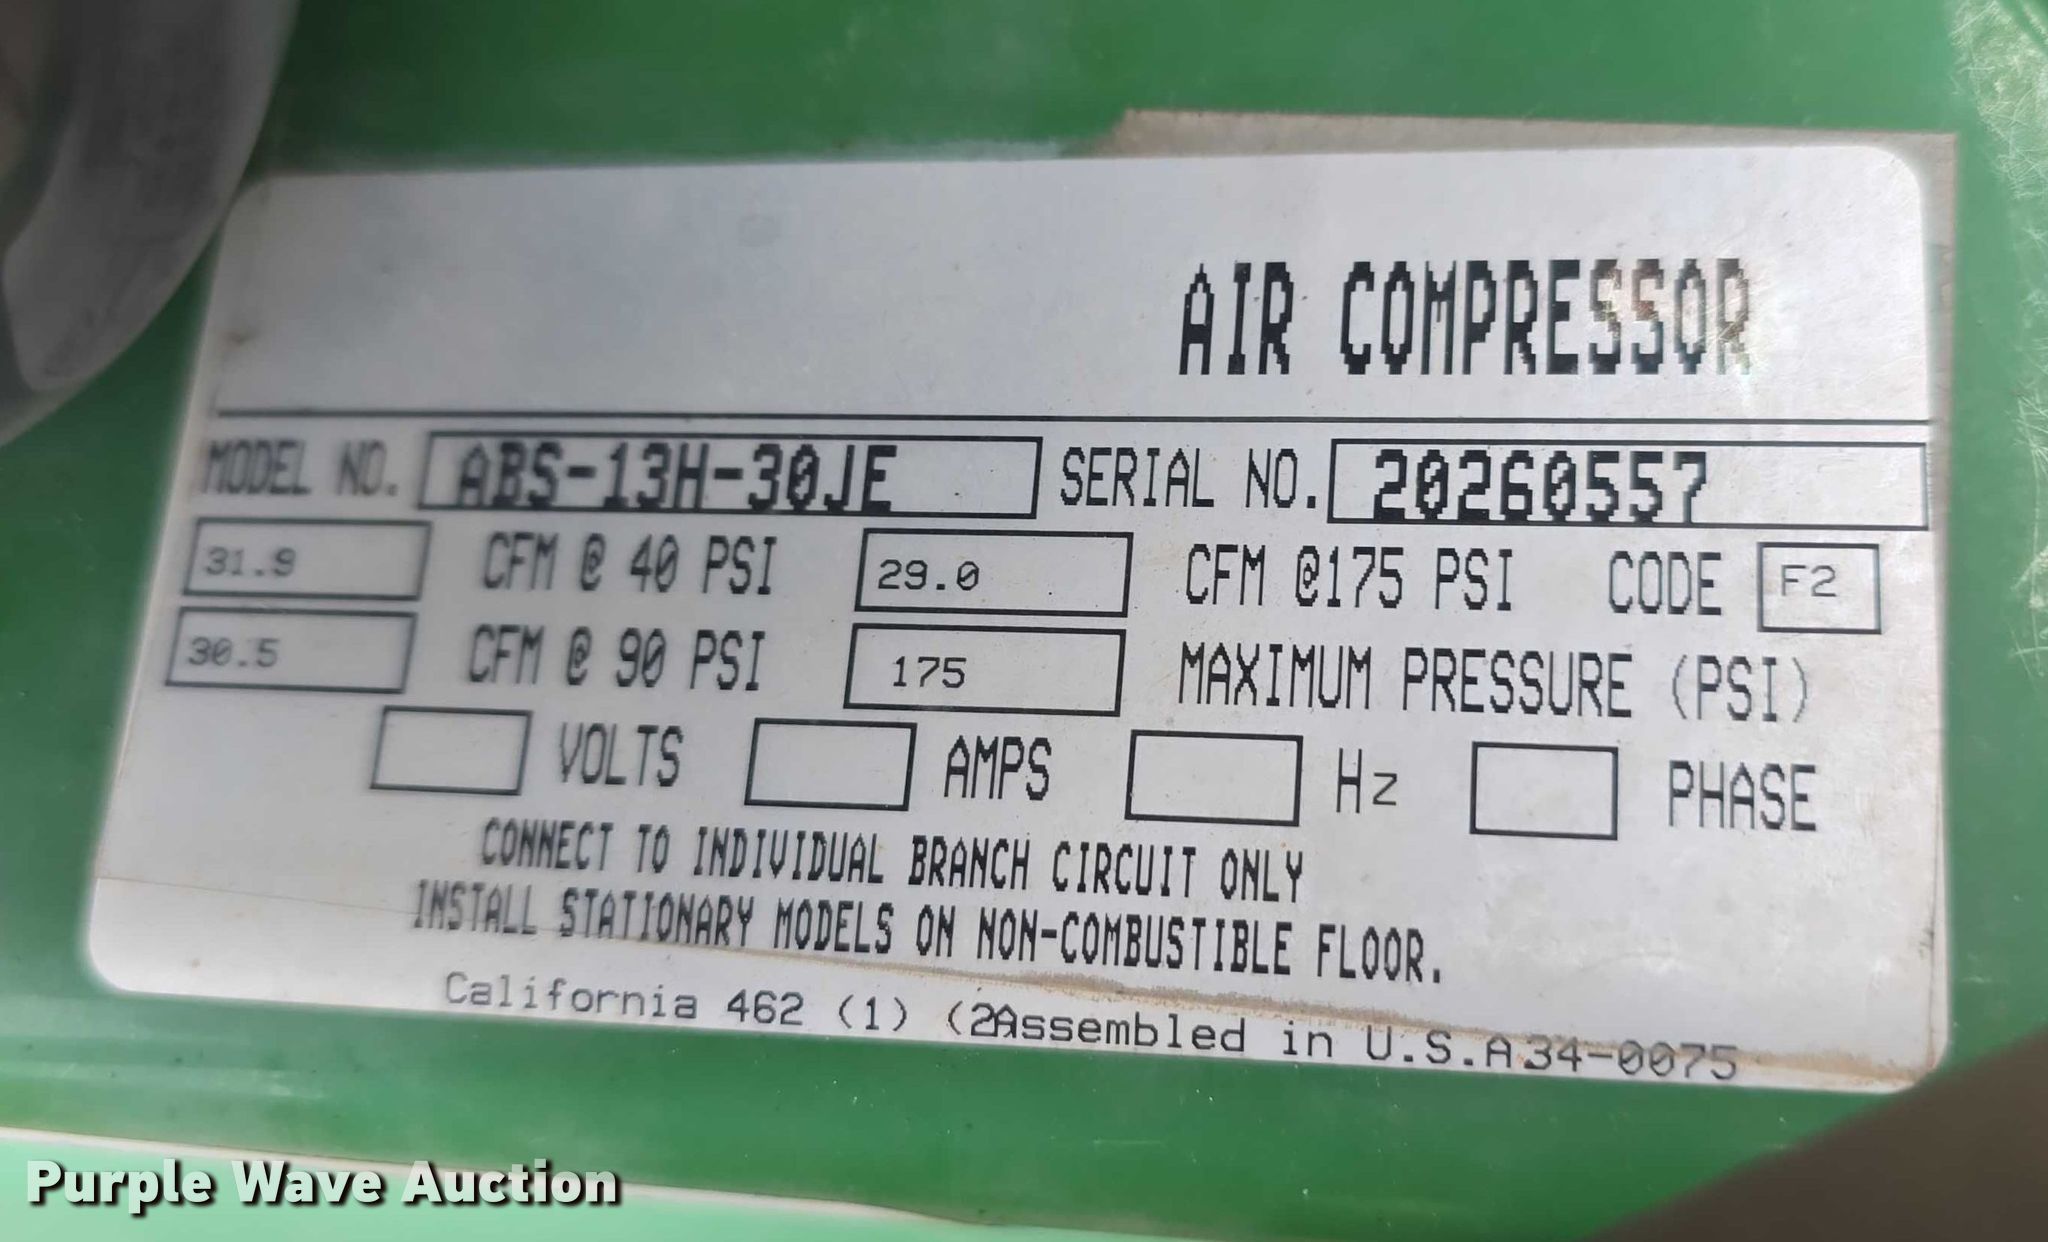 AIR COMPRESSOR
MODEL NO. ABS-13H-30JE SERIAL NO. 20260557
31.9 CFM @ 40 PSI 29.0 CFM @175 PSI CODE F2
30.5 CFM @ 90 PSI 175 MAXIMUM PRESSURE (PSI)
VOLTS AMPS Hz PHASE
CONNECT TO INDIVIDUAL BRANCH CIRCUIT ONLY
INSTALL STATIONARY MODELS ON NON-COMBUSTIBLE FLOOR.
California 462 (1) (2Assembled in U.S.A34-0075
Purple Wave Auction